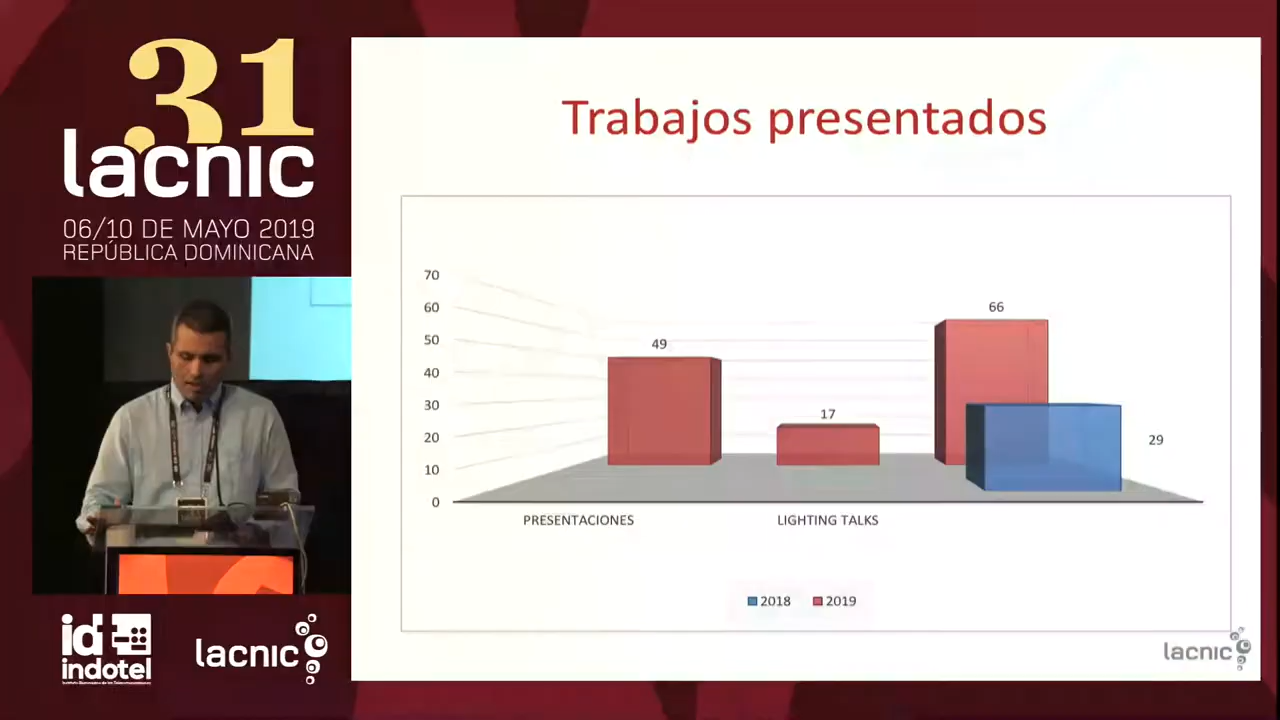 31
lacnic
06/10 DE MAYO 2019
REPÚBLICA DOMINICANA
Trabajos presentados
70
60
50
40
30
20
10
0
49
17
66
29
PRESENTACIONES
LIGHTING TALKS
2018
2019
lacnic
id
indotel
lacnic